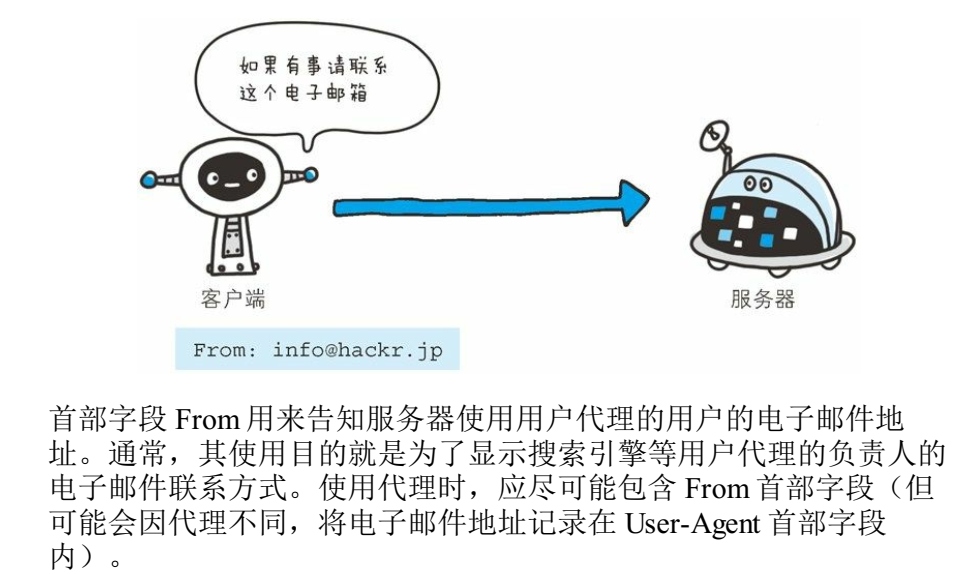 如果有事请联系
这个电子邮箱
客户端
服务器
From: info@hackr.jp
首部字段 From 用来告知服务器使用用户代理的用户的电子邮件地
址。通常，其使用目的就是为了显示搜索引擎等用户代理的负责人的
电子邮件联系方式。使用代理时，应尽可能包含 From 首部字段（但
可能会因代理不同，将电子邮件地址记录在 User-Agent 首部字段
内）。